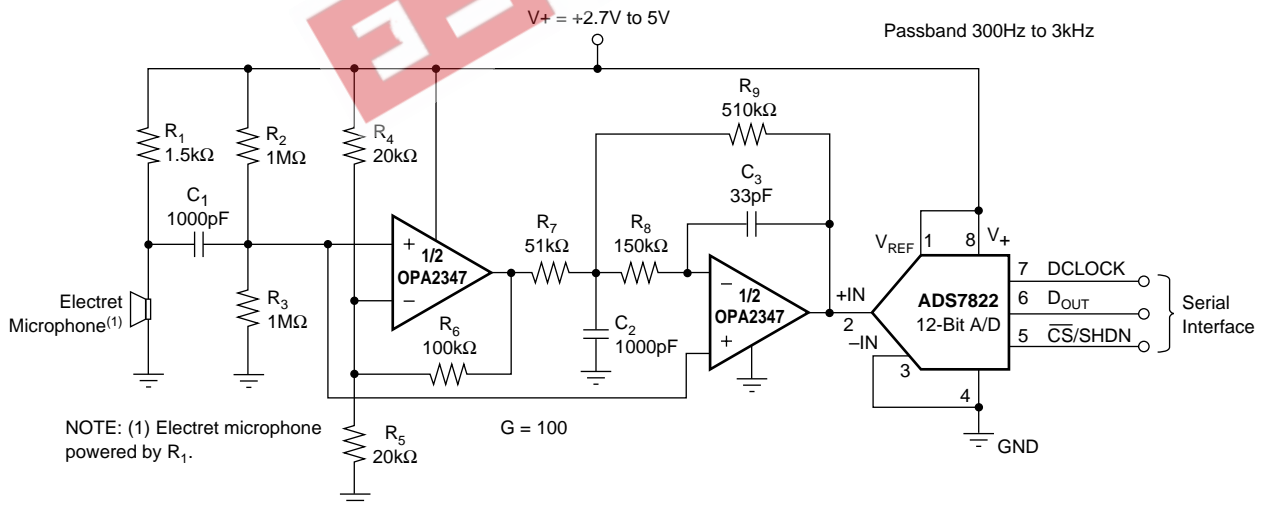 V+ = +2.7V to 5V
Passband 300Hz to 3kHz
R1
1.5kΩ
R2
1MΩ
R4
20kΩ
R9
510kΩ
C3
33pF
C1
1000pF
R7
51kΩ
R8
150kΩ
VREF
1
8
V+
+
1/2
OPA2347
–
–
1/2
OPA2347
+
+IN
2
–IN
3
ADS7822
12-Bit A/D
7
DCLOCK
6
DOUT
5
CS/SHDN
Serial
Interface
Electret
Microphone(1)
R3
1MΩ
R6
100kΩ
C2
1000pF
4
GND
NOTE: (1) Electret microphone
powered by R1.
R5
20kΩ
G = 100